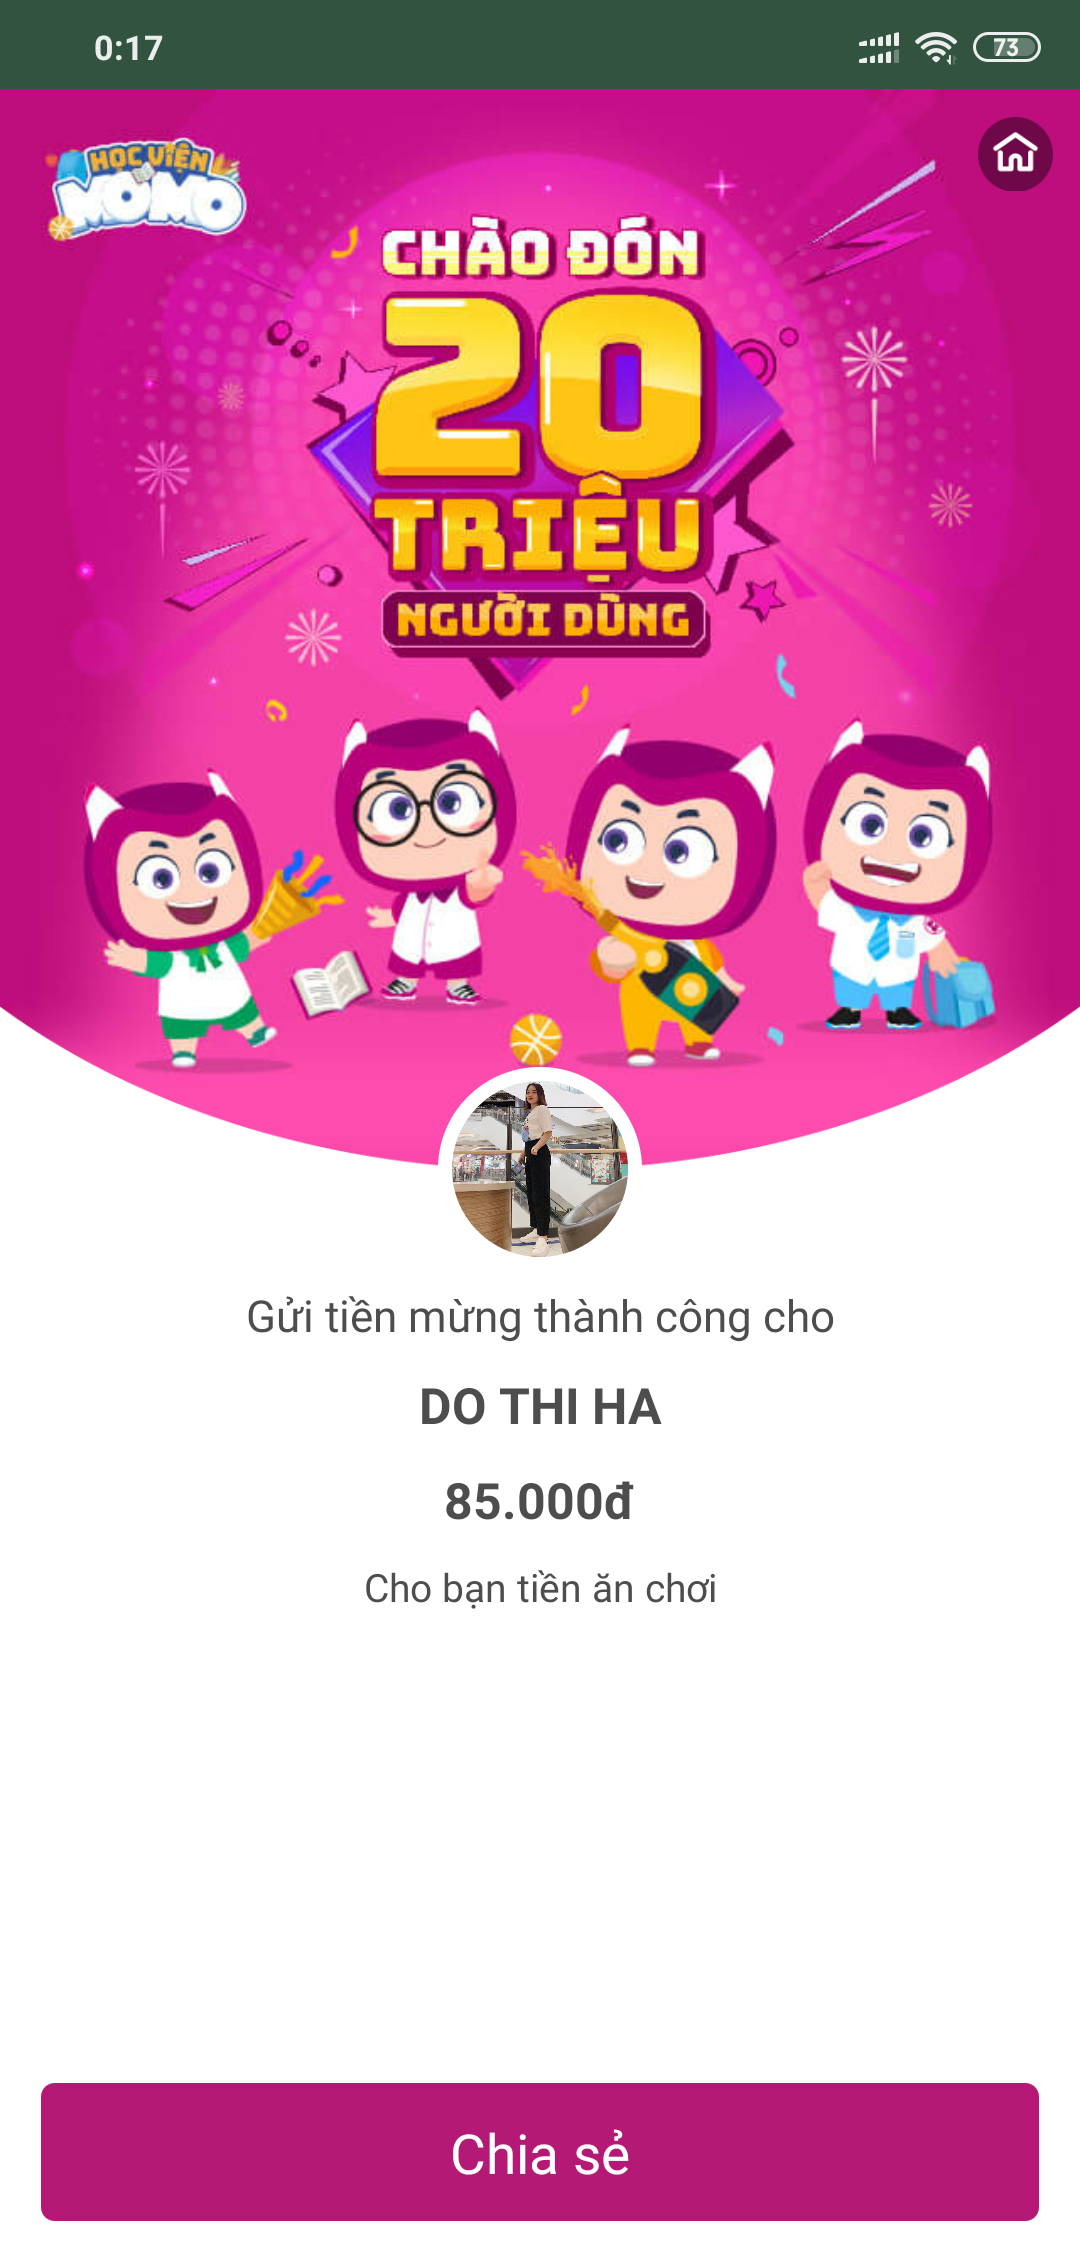 0:17
73
HỌC VIỆN
MOMO
CHÀO ĐÓN
20
TRIỆU
NGƯỜI DÙNG
Gửi tiền mừng thành công cho
DO THI HA
85.000đ
Cho bạn tiền ăn chơi
Chia sẻ